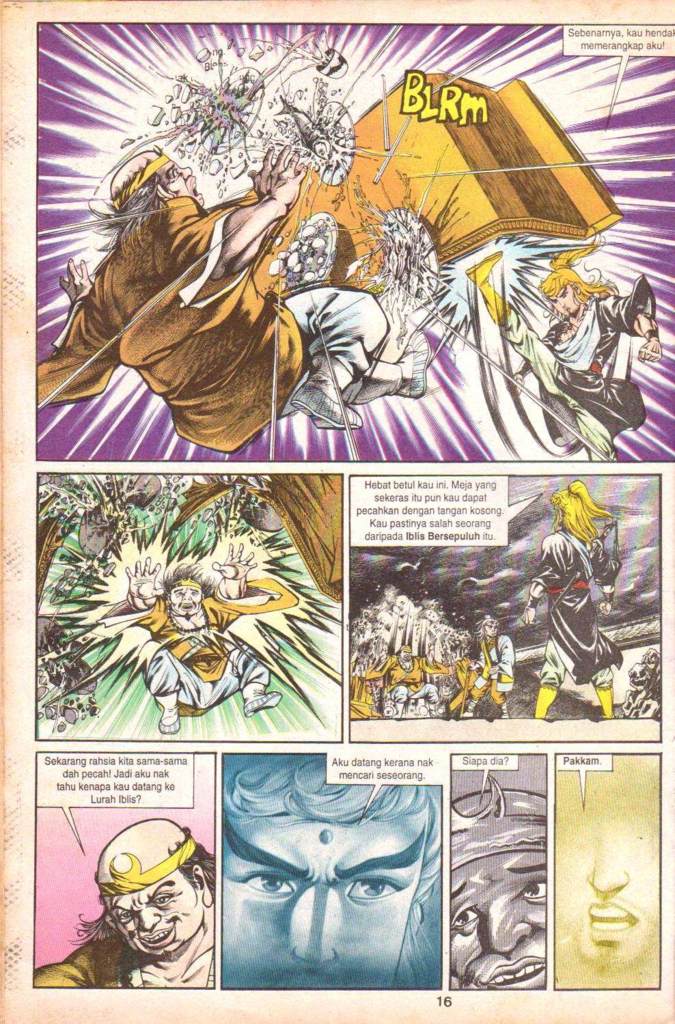 Sebenarnya, kau hendak
memerangkap aku!
BLRM
Hebat betul kau ini. Meja yang
sekeras itu pun kau dapat
pecahkan dengan tangan kosong.
Kau pastinya salah seorang
daripada Iblis Bersepuluh itu.
Sekarang rahsia kita sama-sama
dah pecah! Jadi aku nak
tahu kenapa kau datang ke
Lurah Iblis?
Aku datang kerana nak
mencari seseorang.
Siapa dia?
Pakkam.
16